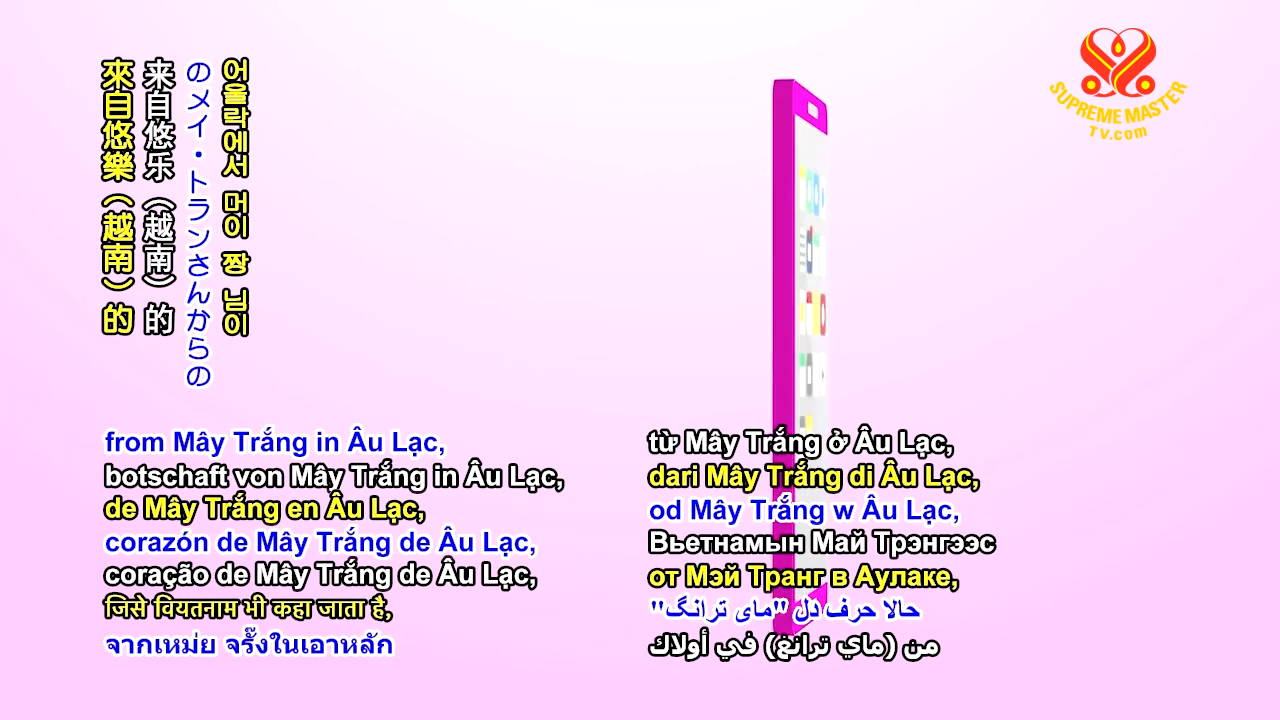 來自悠樂（越南）的
来自悠乐（越南）的
のメイ・トランさんからの
어울락에서 머이 짱 님이
SUPREME MASTER
TV.com
from Mây Trắng in Âu Lạc,
botschaft von Mây Trắng in Âu Lạc,
de Mây Trắng en Âu Lạc,
corazón de Mây Trắng de Âu Lạc,
coração de Mây Trắng de Âu Lạc,
जिसे वियतनाम भी कहा जाता है,
จากเหม่ย จรั๊งในเอาหลัก
từ Mây Trắng ở Âu Lạc,
dari Mây Trắng di Âu Lạc,
od Mây Trắng w Âu Lạc,
Вьетнамын Май Трэнгээс
от Мэй Транг в Аулаке,
حالا حرف دل "مای ترانگ"
من (ماي ترانغ) في أولاك